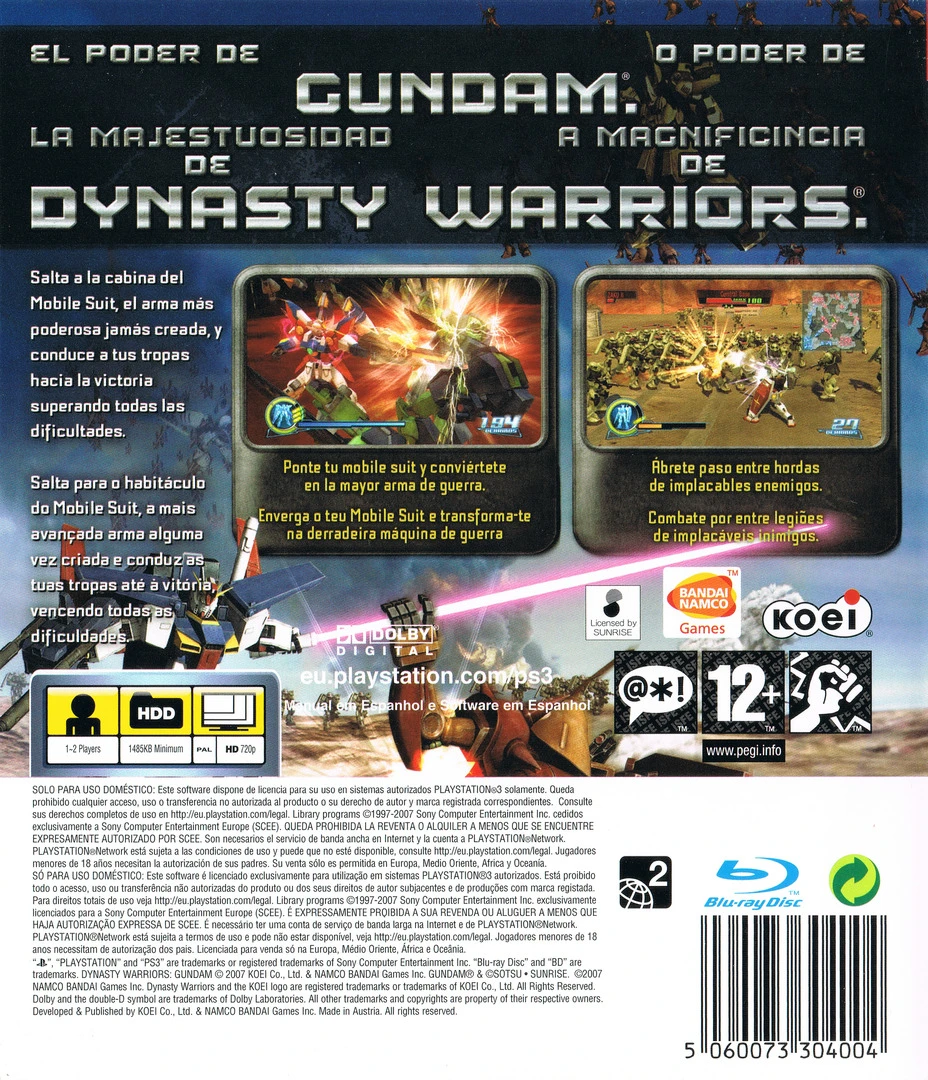 EL PODER DE
O PODER DE
GUNDAM.®
LA MAJESTUOSIDAD
A MAGNIFICINCIA
DE
DE
DYNASTY WARRIORS.®
Salta a la cabina del
Mobile Suit, el arma más
poderosa jamás creada, y
conduce a tus tropas
hacia la victoria
superando todas las
dificultades.
Salta para o habitáculo
do Mobile Suit, a mais
avançada arma alguma
vez criada e conduz as
tuas tropas até à vitória,
vencendo todas as
dificuldades.
194
27
Ponte tu mobile suit y conviértete
en la mayor arma de guerra.
Enverga o teu Mobile Suit e transforma-te
na derradeira máquina de guerra
Ábrete paso entre hordas
de implacables enemigos.
Combate por entre legiões
de implacáveis inimigos.
Licensed by
SUNRISE
BANDAI
NAMCO
Games
TM
KOEI®
DOLBY
DIGITAL
eu.playstation.com/ps3
Manual em Espanhol e Software em Espanhol
@*!
12+
TM
www.pegi.info
HDD
1-2 Players
1485KB Minimum
PAL
HD 720p
SOLO PARA USO DOMÉSTICO: Este software dispone de licencia para su uso en sistemas autorizados PLAYSTATION®3 solamente. Queda
prohibido cualquier acceso, uso o transferencia no autorizada al producto o su derecho de autor y marca registrada correspondientes. Consulte
sus derechos completos de uso en http://eu.playstation.com/legal. Library programs ©1997-2007 Sony Computer Entertainment Inc. cedidos
exclusivamente a Sony Computer Entertainment Europe (SCEE). QUEDA PROHIBIDA LA REVENTA O ALQUILER A MENOS QUE SE ENCUENTRE
EXPRESAMENTE AUTORIZADO POR SCEE. Son necesarios el servicio de banda ancha en Internet y la cuenta a PLAYSTATION®Network.
PLAYSTATION®Network está sujeta a las condiciones de uso y puede que no esté disponible, consulte http://eu.playstation.com/legal. Jugadores
menores de 18 años necesitan la autorización de sus padres. Su venta sólo es permitida en Europa, Medio Oriente, Africa y Oceanía.
SÓ PARA USO DOMÉSTICO: Este software é licenciado exclusivamente para utilização em sistemas PLAYSTATION®3 autorizados. Está proibido
todo o acesso, uso ou transferência não autorizadas do produto ou dos seus direitos de autor subjacentes e de produções com marca registada.
Para direitos totais de uso veja http://eu.playstation.com/legal. Library programs ©1997-2007 Sony Computer Entertainment Inc. exclusivamente
licenciados para a Sony Computer Entertainment Europe (SCEE). É EXPRESSAMENTE PROIBIDA A SUA REVENDA OU ALUGUER A MENOS QUE
HAJA AUTORIZAÇÃO EXPRESSA DE SCEE. É necessário ter uma conta de serviço de banda larga na Internet e de PLAYSTATION®Network.
PLAYSTATION®Network está sujeita a termos de uso e pode não estar disponível, veja http://eu.playstation.com/legal. Jogadores menores de 18
anos necesitam de autorização dos pais. Licenciada para venda só na Europa, Médio Oriente, África e Oceânia.
“ ”, “PLAYSTATION” and “PS3” are trademarks or registered trademarks of Sony Computer Entertainment Inc. “Blu-ray Disc” and “BD” are
trademarks. DYNASTY WARRIORS: GUNDAM © 2007 KOEI Co., Ltd. & NAMCO BANDAI Games Inc. GUNDAM® & ©SOTSU • SUNRISE. ©2007
NAMCO BANDAI Games Inc. Dynasty Warriors and the KOEI logo are registered trademarks or trademarks of KOEI Co., Ltd. All Rights Reserved.
Dolby and the double-D symbol are trademarks of Dolby Laboratories. All other trademarks and copyrights are property of their respective owners.
Developed & Published by KOEI Co., Ltd. & NAMCO BANDAI Games Inc. Made in Austria. All rights reserved.
2
Blu-ray Disc
TM
5 060073 304004